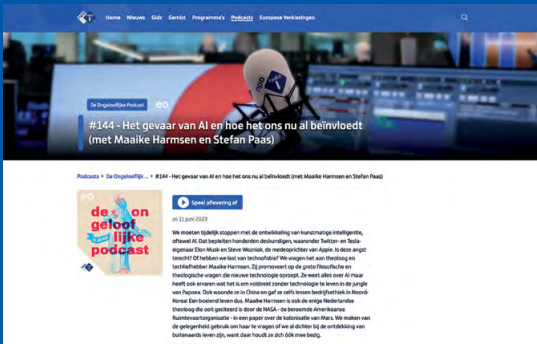 Home Nieuws Gids Gemist Programma's Podcasts Europese Verkiezingen
npo
De Ongelooflijke Podcast eo
#144 - Het gevaar van AI en hoe het ons nu al beïnvloedt
(met Maaike Harmsen en Stefan Paas)
Podcasts De Ongelooflijk ... #144 - Het gevaar van AI en hoe het ons nu al beïnvloedt (met Maaike Harmsen en Stefan Paas)
eo
de on
geloof
lijke
podcast
Speel aflevering af
zo 11 juni 2023
We moeten tijdelijk stoppen met de ontwikkeling van kunstmatige intelligentie,
oftewel AI. Dat bepleiten honderden deskundigen, waaronder Twitter- en Tesla-
eigenaar Elon Musk en Steve Wozniak, de medeoprichter van Apple. Is deze angst
terecht? Of hebben we last van technofobie? We vragen het aan theoloog en
techliefhebber Maaike Harmsen. Zij promoveert op de grote filosofische en
theologische vragen die nieuwe technologie oproept. Ze weet alles over AI maar
heeft ook ervaren wat het is om volstrekt zonder technologie te leven in de jungle
van Papoea. Ook woonde ze in China en gaf ze zelfs lessen bedrijfsethiek in Noord-
Korea! Een boeiend leven dus. Maaike Harmsen is ook de enige Nederlandse
theoloog die ooit geciteerd is door de NASA - de beroemde Amerikaanse
Ruimtevaartorganisatie - in een paper over de kolonisatie van Mars. We maken van
de gelegenheid gebruik om haar te vragen of we al dichter bij de ontdekking van
buitenaards leven zijn, want daar houdt ze zich óók mee bezig.